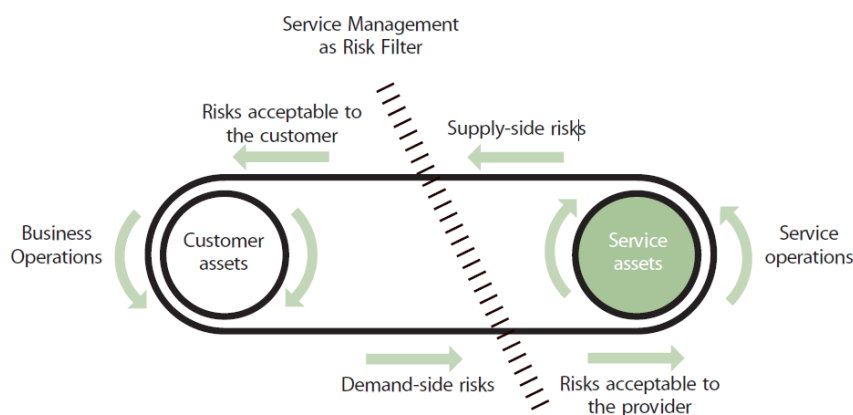 Service Management
as Risk Filter
Risks acceptable to
the customer
Supply-side risks
Business
Operations
Customer
assets
Service
assets
Service
operations
Demand-side risks
Risks acceptable to
the provider